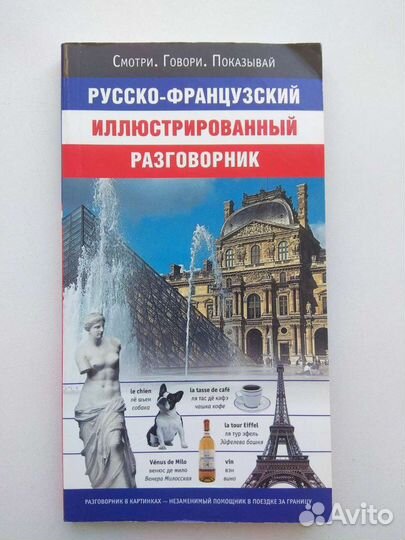 Смотри. Говори. Показывай
РУССКО-ФРАНЦУЗСКИЙ
ИЛЛЮСТРИРОВАННЫЙ
РАЗГОВОРНИК
le chien
лё шьен
собака
la tasse de café
ля тас дё кафэ
чашка кофе
la tour Eiffel
ля тур эфель
Эйфелева башня
Vénus de Milo
венюс де мило
Венера Милосская
vin
вэн
вино
РАЗГОВОРНИК В КАРТИНКАХ — НЕЗАМЕНИМЫЙ ПОМОЩНИК В ПОЕЗДКЕ ЗА ГРАНИЦУ
Avito